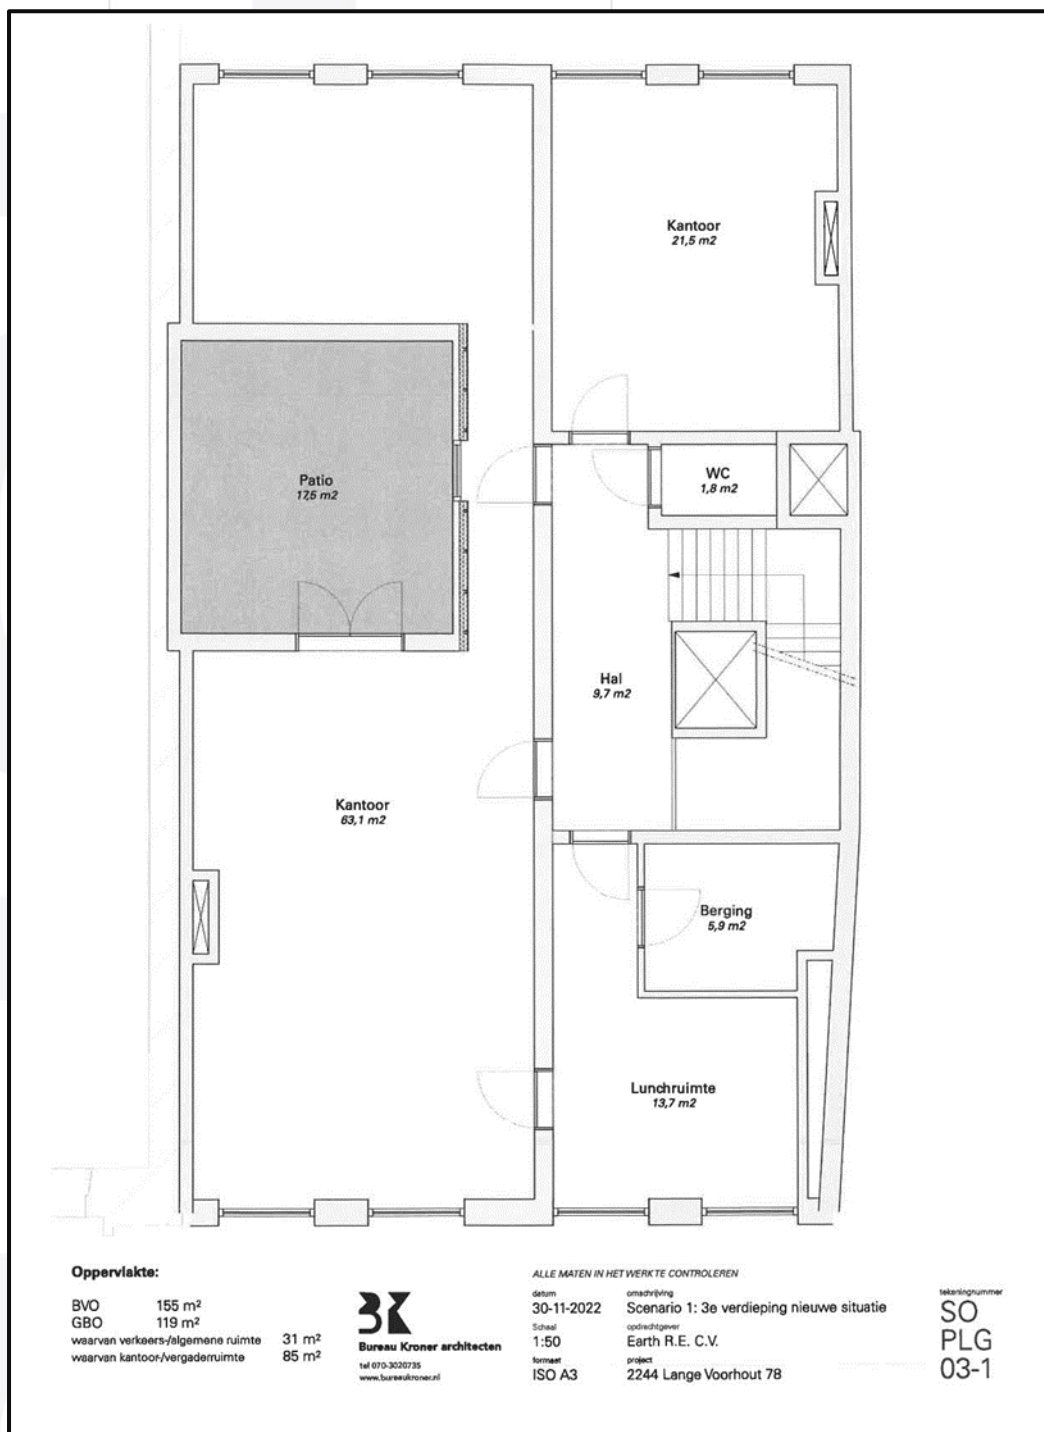 Kantoor
21,5 m2
Patio
17,5 m2
WC
1,8 m2
Hal
9,7 m2
Kantoor
63,1 m2
Berging
5,9 m2
Lunchruimte
13,7 m2
Oppervlakte:
BVO 155 m²
GBO 119 m²
waarvan verkeers-/algemene ruimte 31 m²
waarvan kantoor-/vergaderruimte 85 m²
BK
Bureau Kroner architecten
tel 070-3020735
www.bureaukroner.nl
ALLE MATEN IN HET WERK TE CONTROLEREN
datum
30-11-2022
Schaal
1:50
formaat
ISO A3
omschrijving
Scenario 1: 3e verdieping nieuwe situatie
opdrachtgever
Earth R.E. C.V.
project
2244 Lange Voorhout 78
tekeningnummer
SO
PLG
03-1